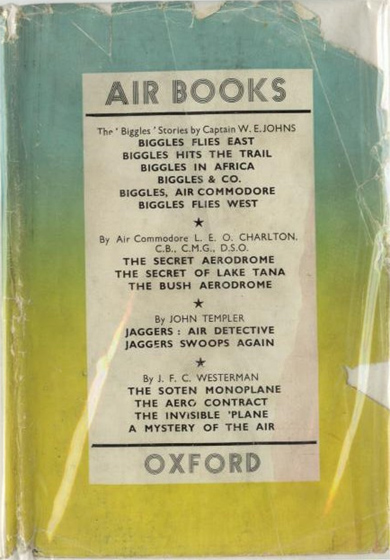 AIR BOOKS
The 'Biggles' Stories by Captain W. E. JOHNS
BIGGLES FLIES EAST
BIGGLES HITS THE TRAIL
BIGGLES IN AFRICA
BIGGLES & CO.
BIGGLES, AIR COMMODORE
BIGGLES FLIES WEST
★
By Air Commodore L. E. O. CHARLTON,
C.B., C.M.G., D.S.O.
THE SECRET AERODROME
THE SECRET OF LAKE TANA
THE BUSH AERODROME
★
By JOHN TEMPLER
JAGGERS : AIR DETECTIVE
JAGGERS SWOOPS AGAIN
★
By J. F. C. WESTERMAN
THE SOTEN MONOPLANE
THE AERO CONTRACT
THE INVISIBLE 'PLANE
A MYSTERY OF THE AIR
OXFORD